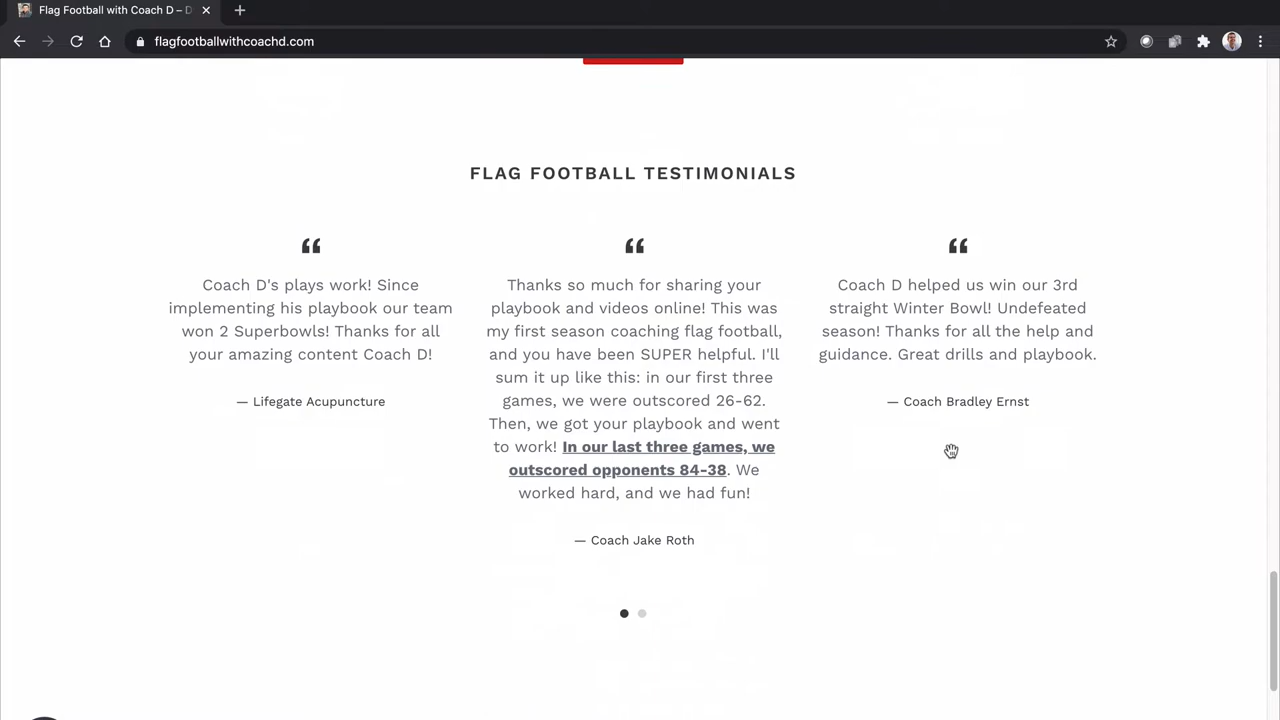 Flag Football with Coach D – D
flagfootballwithcoachd.com
FLAG FOOTBALL TESTIMONIALS
Coach D's plays work! Since
implementing his playbook our team
won 2 Superbowls! Thanks for all
your amazing content Coach D!
— Lifegate Acupuncture
Thanks so much for sharing your
playbook and videos online! This was
my first season coaching flag football,
and you have been SUPER helpful. I'll
sum it up like this: in our first three
games, we were outscored 26-62.
Then, we got your playbook and went
to work! In our last three games, we
outscored opponents 84-38. We
worked hard, and we had fun!
— Coach Jake Roth
Coach D helped us win our 3rd
straight Winter Bowl! Undefeated
season! Thanks for all the help and
guidance. Great drills and playbook.
— Coach Bradley Ernst